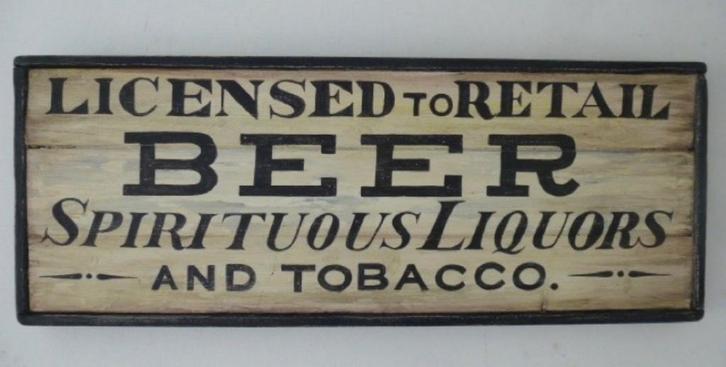 LICENSED TO RETAIL
BEER
SPIRITUOUS LIQUORS
AND TOBACCO.